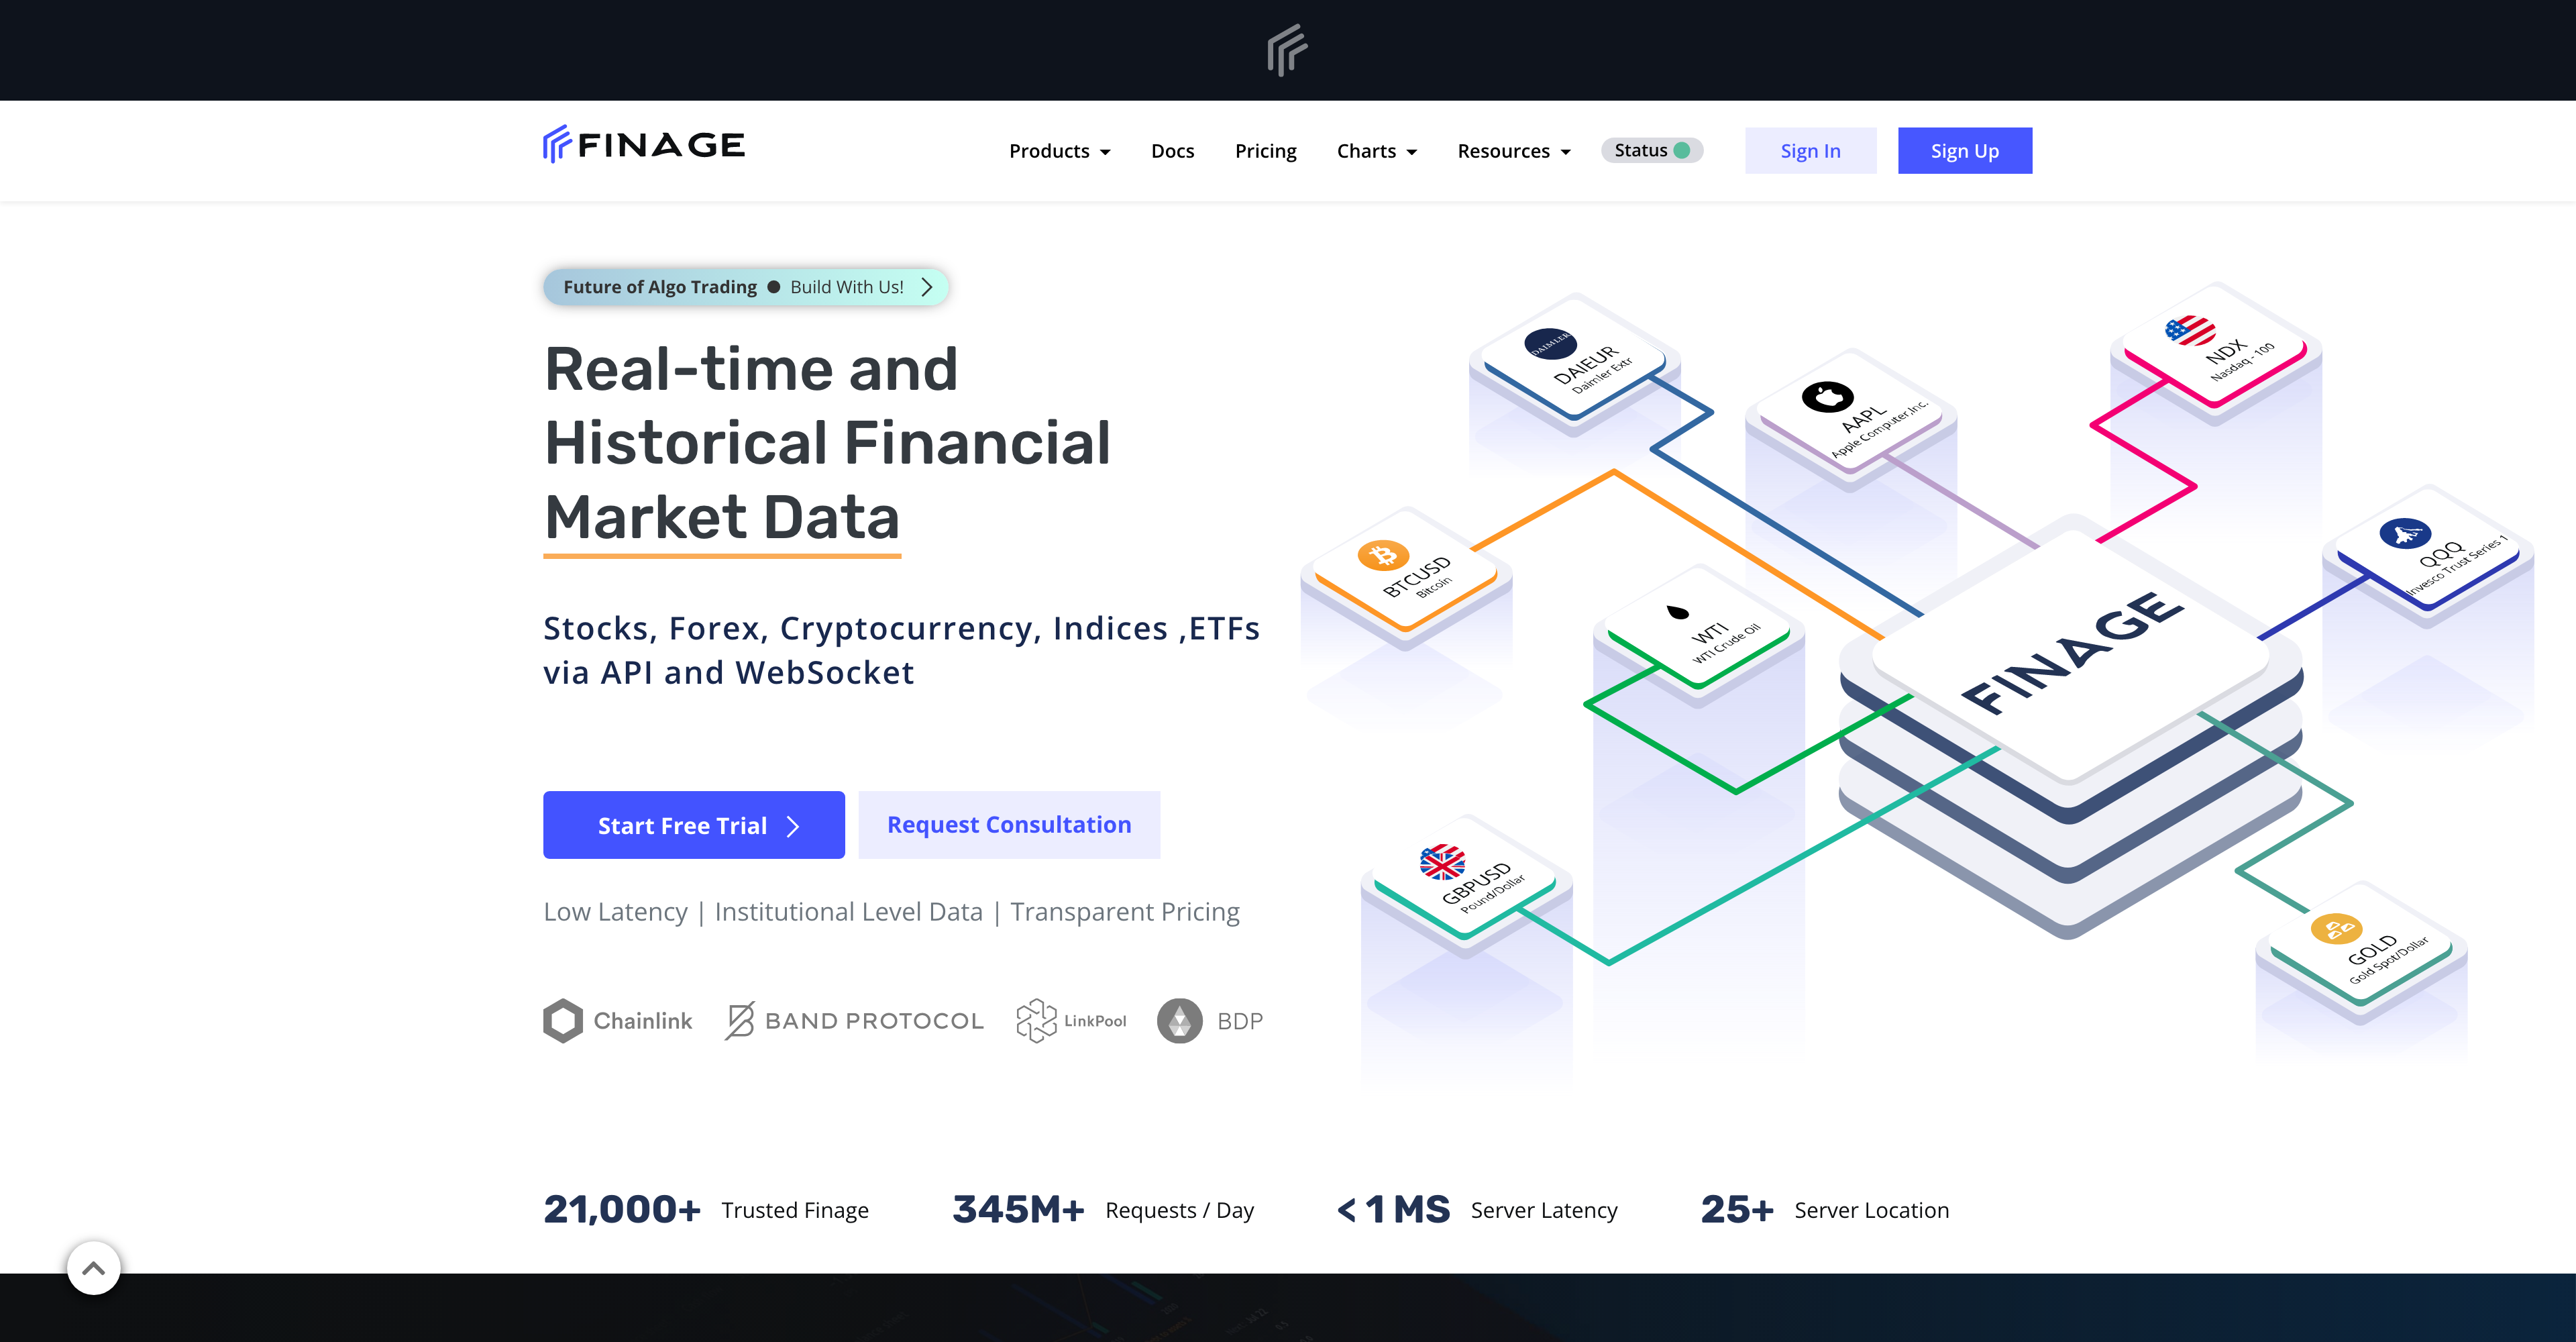 FINAGE
Products
Docs
Pricing
Charts
Resources
Status
Sign In
Sign Up
Future of Algo Trading ● Build With Us!
Real-time and
Historical Financial
Market Data
Stocks, Forex, Cryptocurrency, Indices ,ETFs
via API and WebSocket
Start Free Trial
Request Consultation
Low Latency | Institutional Level Data | Transparent Pricing
Chainlink
BAND PROTOCOL
LinkPool
BDP
DAIMLER
DAIEUR
Daimler Extr
AAPL
Apple Computer,Inc.
NDX
Nasdaq - 100
BTCUSD
Bitcoin
WTI
WTI Crude Oil
QQQ
Invesco Trust Series 1
FINAGE
GBPUSD
Pound/Dollar
GOLD
Gold Spot/Dollar
21,000+ Trusted Finage
345M+ Requests / Day
< 1 MS Server Latency
25+ Server Location